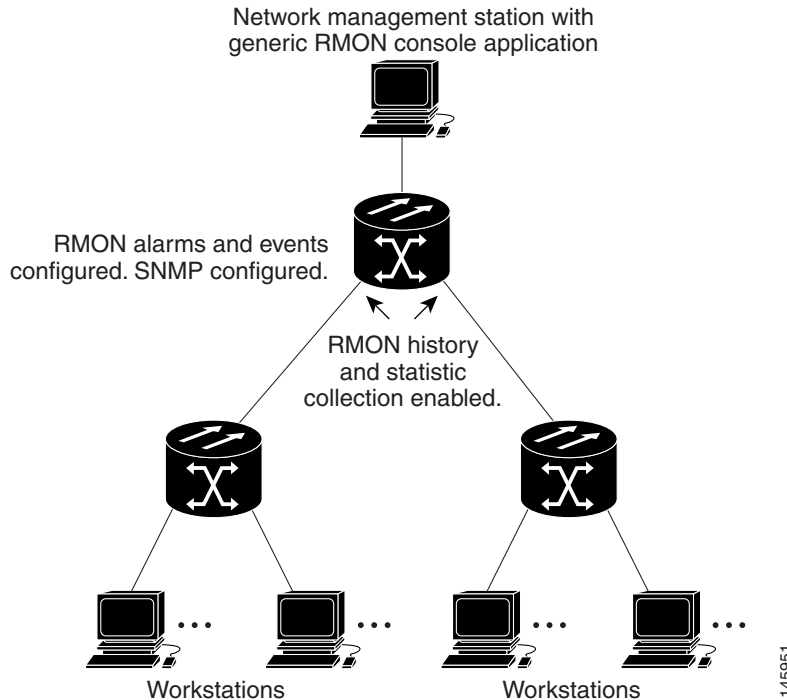 Network management station with
generic RMON console application
RMON alarms and events
configured. SNMP configured.
RMON history
and statistic
collection enabled.
Workstations
Workstations
145951